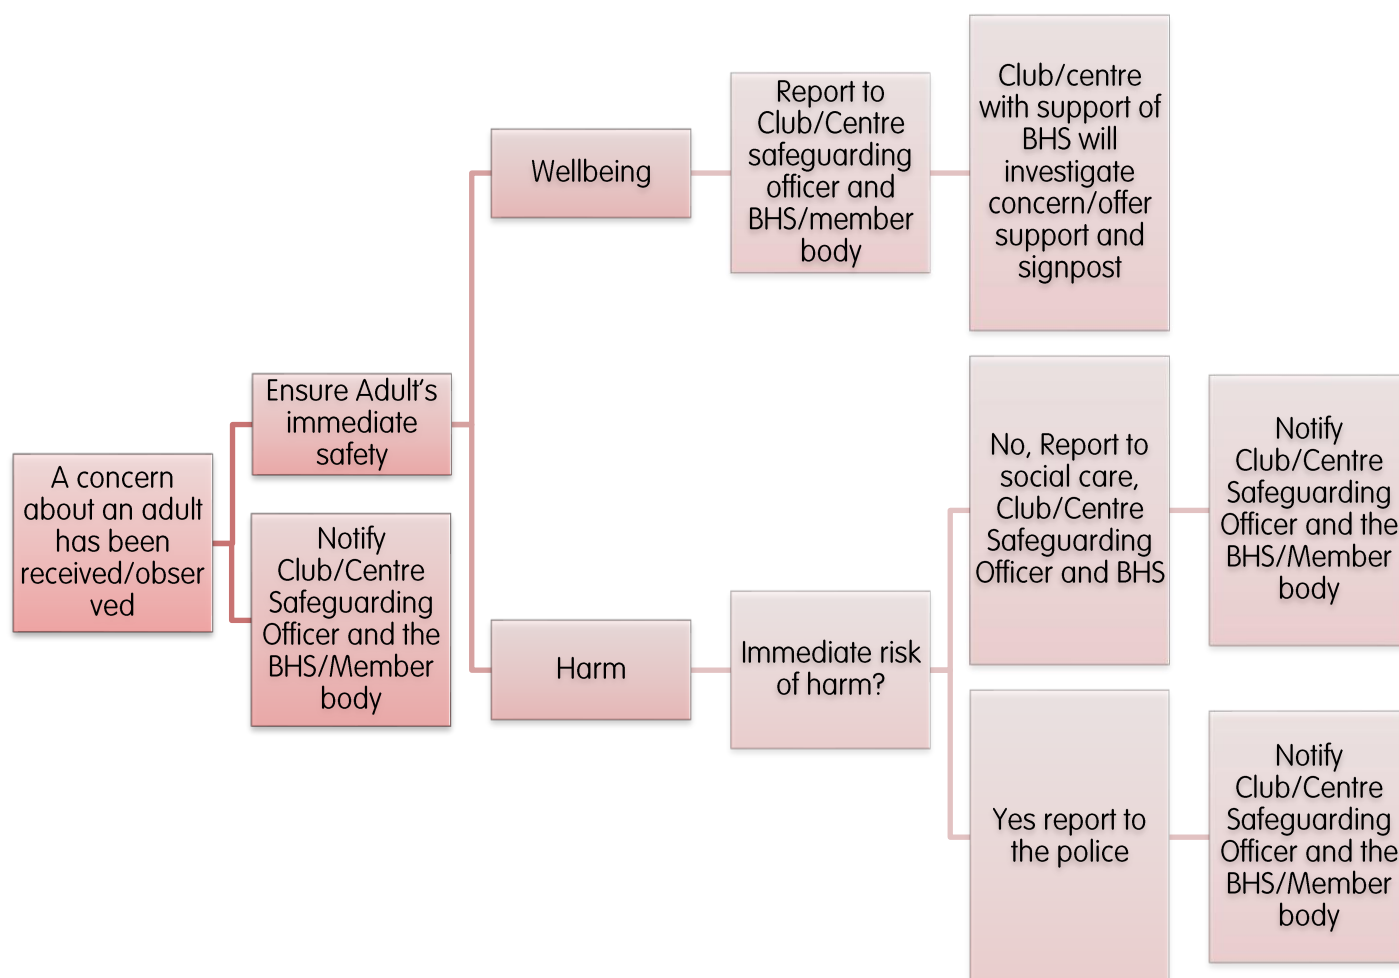 A concern
about an adult
has been
received/obser
ved
Ensure Adult’s
immediate
safety
Notify
Club/Centre
Safeguarding
Officer and the
BHS/Member
body
Wellbeing
Report to
Club/Centre
safeguarding
officer and
BHS/member
body
Club/centre
with support of
BHS will
investigate
concern/offer
support and
signpost
Harm
Immediate risk
of harm?
No, Report to
social care,
Club/Centre
Safeguarding
Officer and BHS
Notify
Club/Centre
Safeguarding
Officer and the
BHS/Member
body
Yes report to
the police
Notify
Club/Centre
Safeguarding
Officer and the
BHS/Member
body